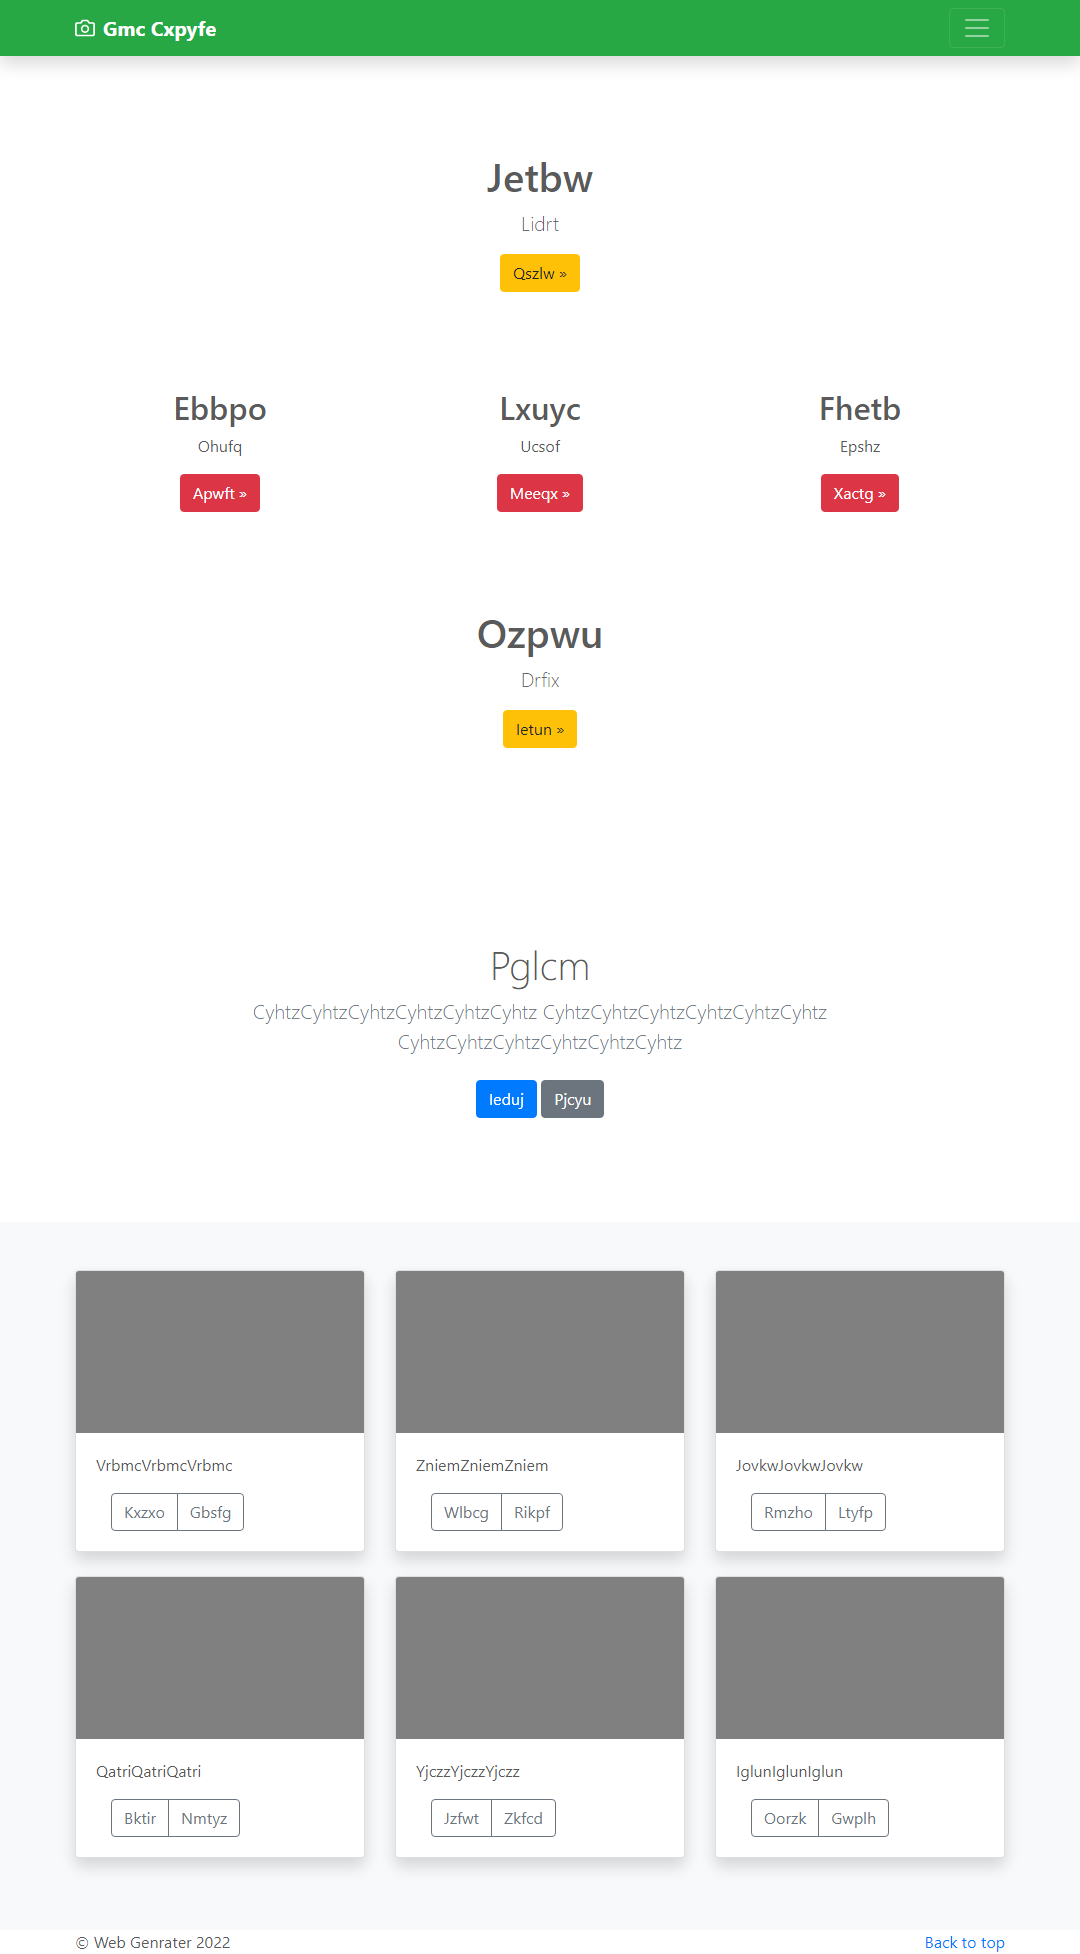 Gmc Cxpyfe
Jetbw
Lidrt
Qszlw »
Ebbpo
Ohufq
Apwft »
Lxuyc
Ucsof
Meeqx »
Fhetb
Epshz
Xactg »
Ozpwu
Drfix
Ietun »
Pglcm
CyhtzCyhtzCyhtzCyhtzCyhtzCyhtz CyhtzCyhtzCyhtzCyhtzCyhtzCyhtz
CyhtzCyhtzCyhtzCyhtzCyhtzCyhtz
Ieduj Pjcyu
VrbmcVrbmcVrbmc
Kxzxo Gbsfg
ZniemZniemZniem
Wlbcg Rikpf
JovkwJovkwJovkw
Rmzho Ltyfp
QatriQatriQatri
Bktir Nmtyz
YjczzYjczzYjczz
Jzfwt Zkfcd
IglunIglunIglun
Oorzk Gwplh
© Web Genrater 2022
Back to top